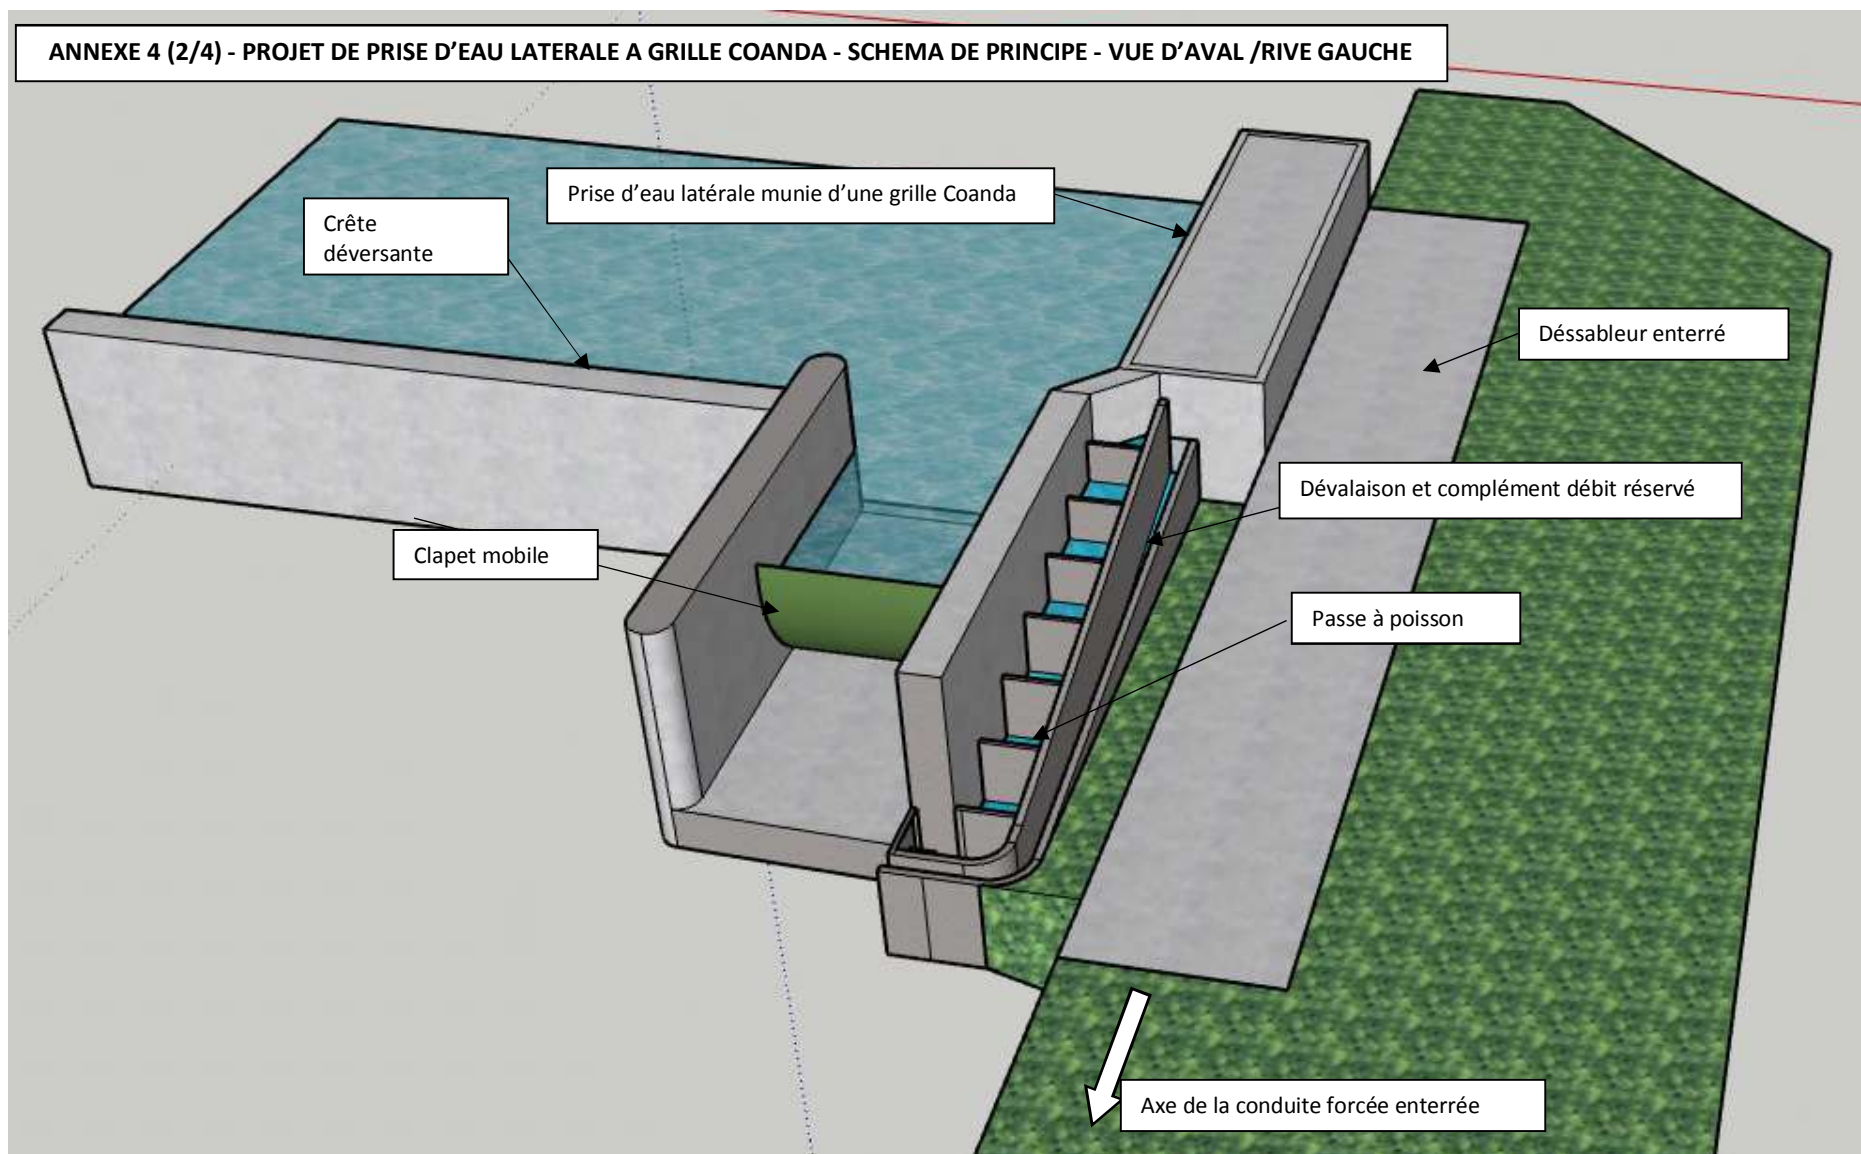 ANNEXE 4 (2/4) - PROJET DE PRISE D’EAU LATERALE A GRILLE COANDA - SCHEMA DE PRINCIPE - VUE D’AVAL /RIVE GAUCHE
Prise d’eau latérale munie d’une grille Coanda
Crête
déversante
Déssableur enterré
Dévalaison et complément débit réservé
Clapet mobile
Passe à poisson
Axe de la conduite forcée enterrée